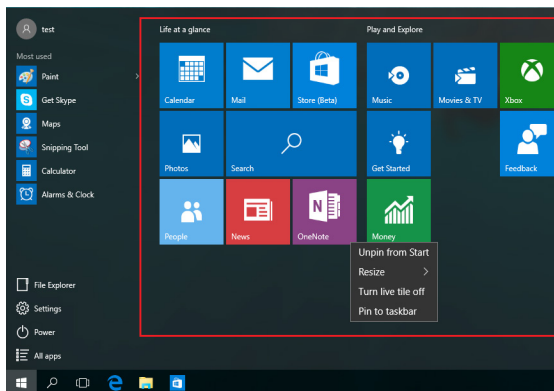 test
Most used
Paint
Get Skype
Maps
Snipping Tool
Calculator
Alarms & Clock
File Explorer
Settings
Power
All apps
Life at a glance
Calendar
Mail
Store (Beta)
Photos
Search
People
News
OneNote
Play and Explore
Music
Movies & TV
Xbox
Get Started
Feedback
Money
Unpin from Start
Resize
Turn live tile off
Pin to taskbar